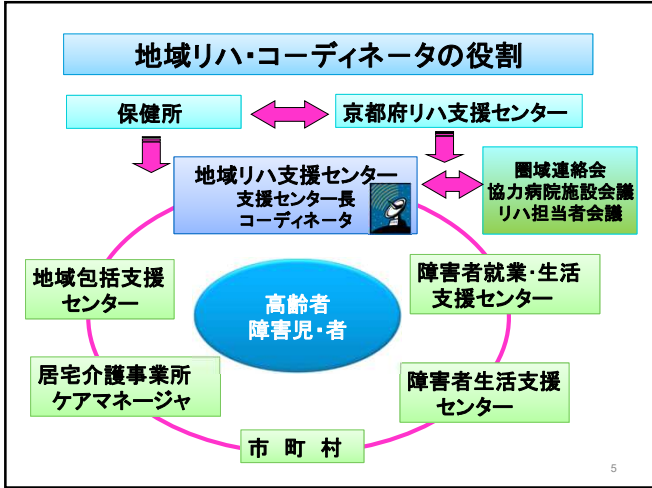 地域リハ・コーディネータの役割
保健所
京都府リハ支援センター
地域リハ支援センター
支援センター長
コーディネータ
圏域連絡会
協力病院施設会議
リハ担当者会議
地域包括支援
センター
高齢者
障害児・者
障害者就業・生活
支援センター
居宅介護事業所
ケアマネージャ
障害者生活支援
センター
市 町 村
5